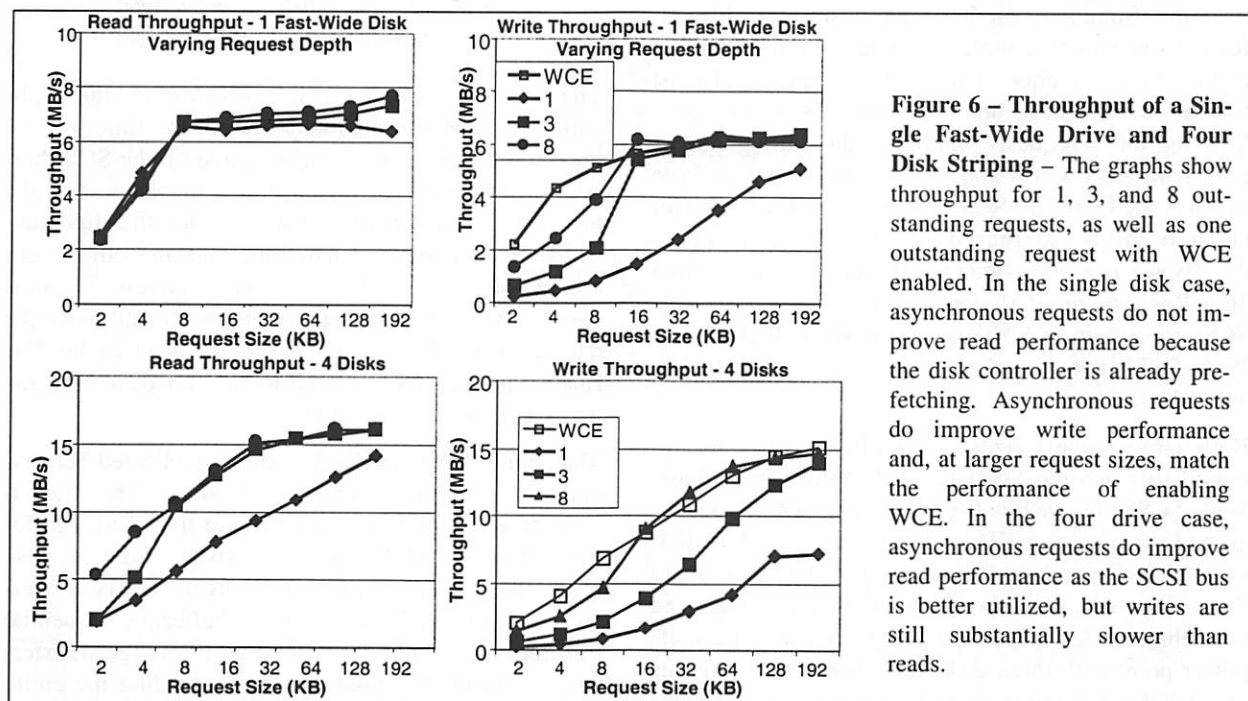 Read Throughput - 1 Fast-Wide Disk
Varying Request Depth
Throughput (MB/s)
10
8
6
4
2
0
2 4 8 16 32 64 128 192
Request Size (KB)
Write Throughput - 1 Fast-Wide Disk
Varying Request Depth
Throughput (MB/s)
10
8
6
4
2
0
WCE
1
3
8
2 4 8 16 32 64 128 192
Request Size (KB)
Read Throughput - 4 Disks
Throughput (MB/s)
20
15
10
5
0
2 4 8 16 32 64 128 192
Request Size (KB)
Write Throughput - 4 Disks
Throughput (MB/s)
20
15
10
5
0
WCE
1
3
8
2 4 8 16 32 64 128 192
Request Size (KB)
Figure 6 – Throughput of a Sin-
gle Fast-Wide Drive and Four
Disk Striping – The graphs show
throughput for 1, 3, and 8 out-
standing requests, as well as one
outstanding request with WCE
enabled. In the single disk case,
asynchronous requests do not im-
prove read performance because
the disk controller is already pre-
fetching. Asynchronous requests
do improve write performance
and, at larger request sizes, match
the performance of enabling
WCE. In the four drive case,
asynchronous requests do improve
read performance as the SCSI bus
is better utilized, but writes are
still substantially slower than
reads.